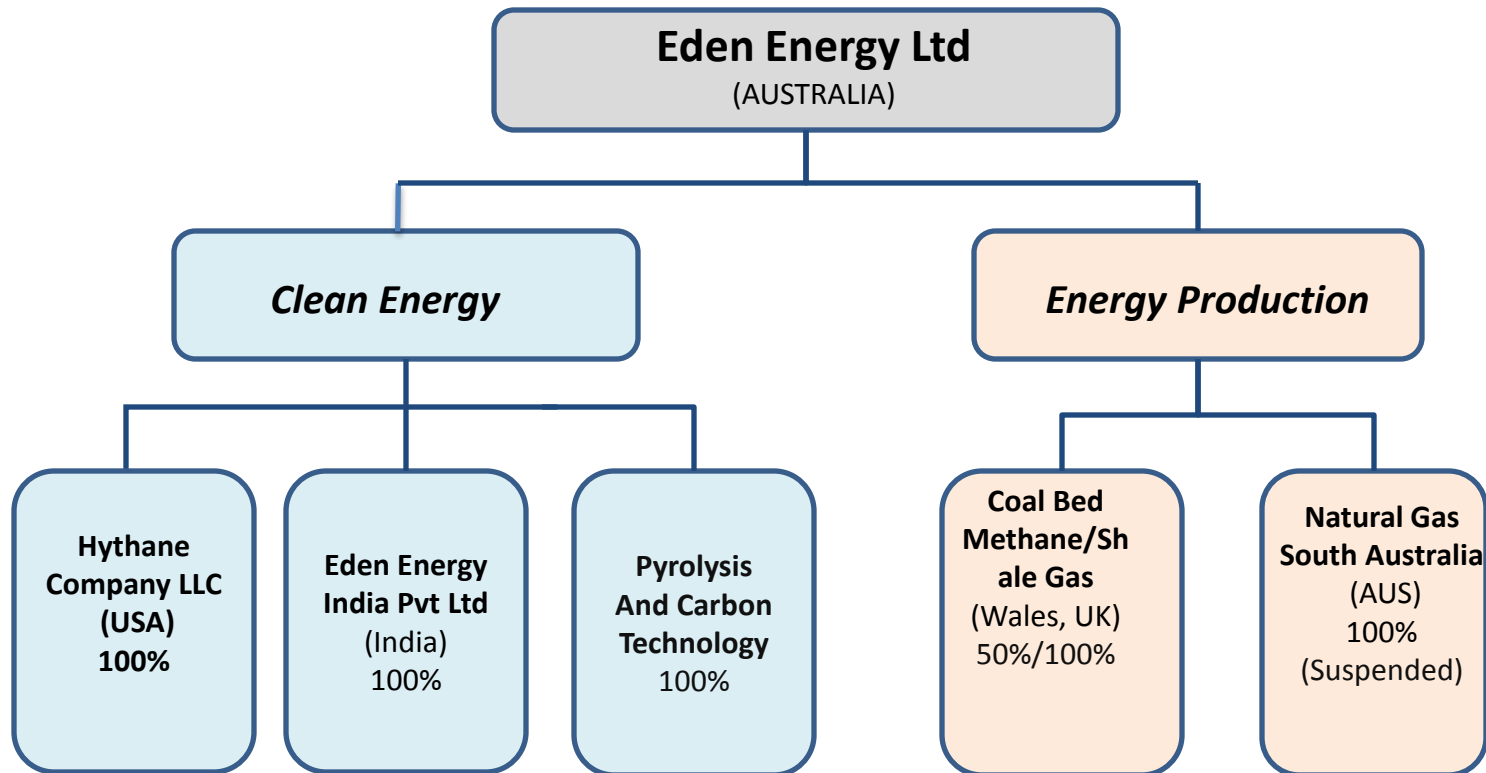 Eden Energy Ltd
(AUSTRALIA)
Clean Energy
Energy Production
Hythane
Company LLC
(USA)
100%
Eden Energy
India Pvt Ltd
(India)
100%
Pyrolysis
And Carbon
Technology
100%
Coal Bed
Methane/Sh
ale Gas
(Wales, UK)
50%/100%
Natural Gas
South Australia
(AUS)
100%
(Suspended)